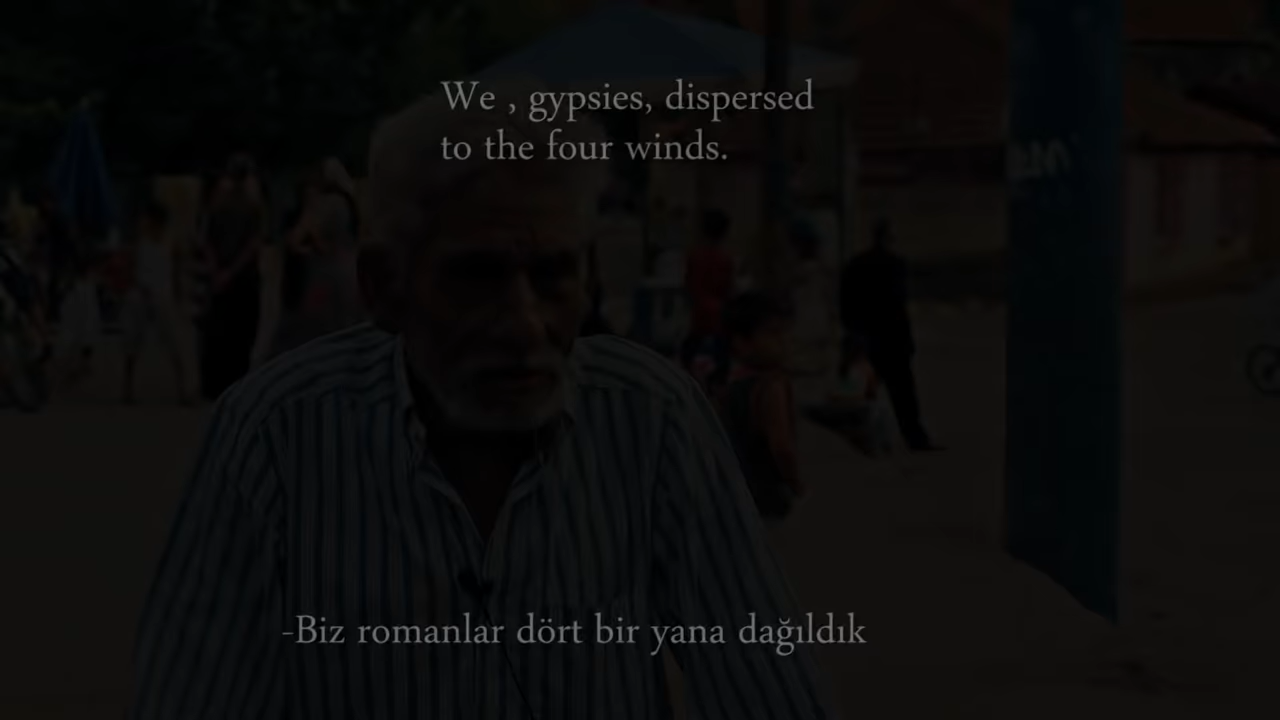 We , gypsies, dispersed
to the four winds.
-Biz romanlar dört bir yana dağıldık